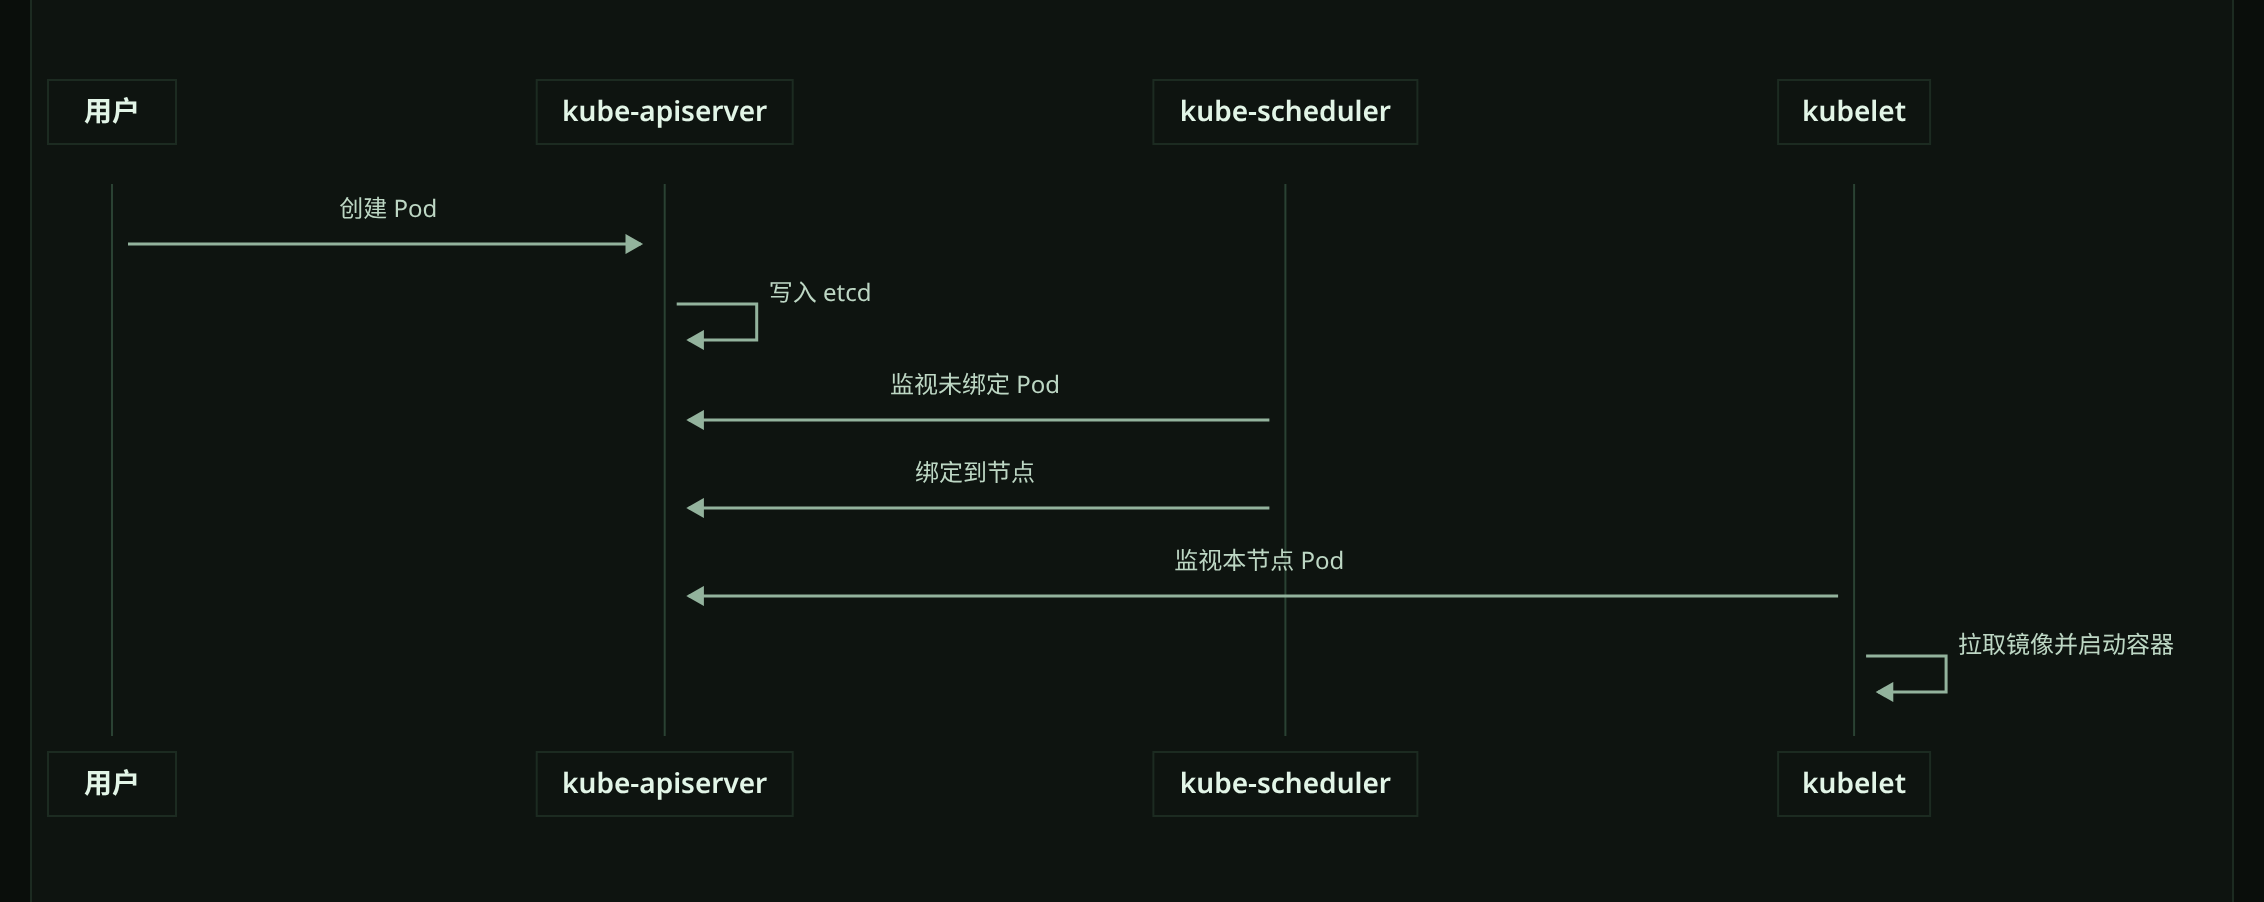 用户
kube-apiserver
kube-scheduler
kubelet
创建 Pod
写入 etcd
监视未绑定 Pod
绑定到节点
监视本节点 Pod
拉取镜像并启动容器
用户
kube-apiserver
kube-scheduler
kubelet